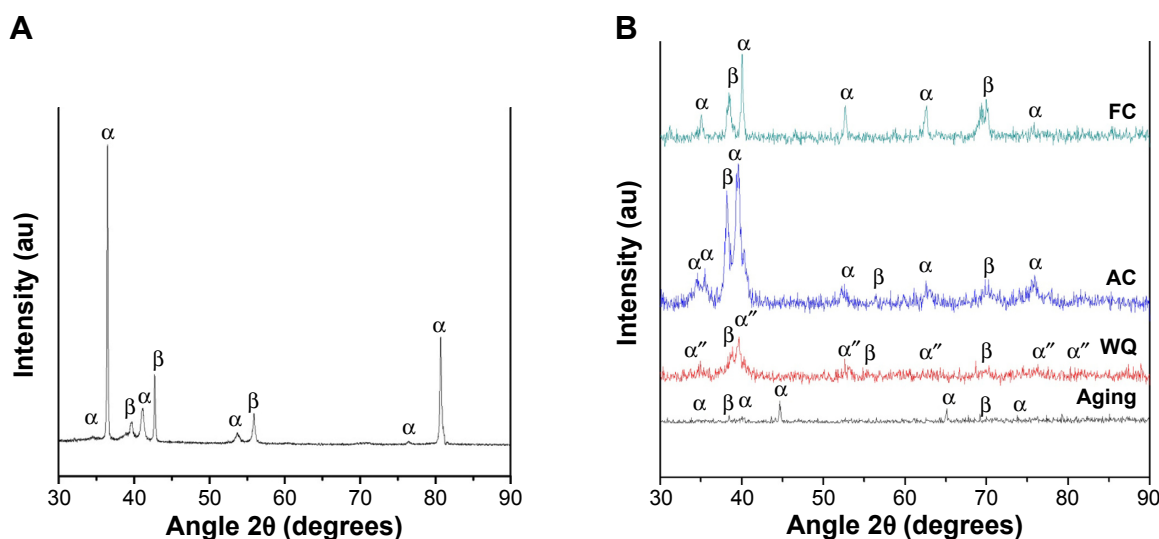 A
α
α
β
α
β
α
β
α
α
30 40 50 60 70 80 90
Angle 2θ (degrees)
Intensity (au)
B
α
β
α
α
α
β
α
FC
α α
β
α
α
β
α
β
α
AC
α″
β
α″
α″
β
α″
β
α″
α″
WQ
α
β
α
α
α
β
α
Aging
30 40 50 60 70 80 90
Angle 2θ (degrees)
Intensity (au)